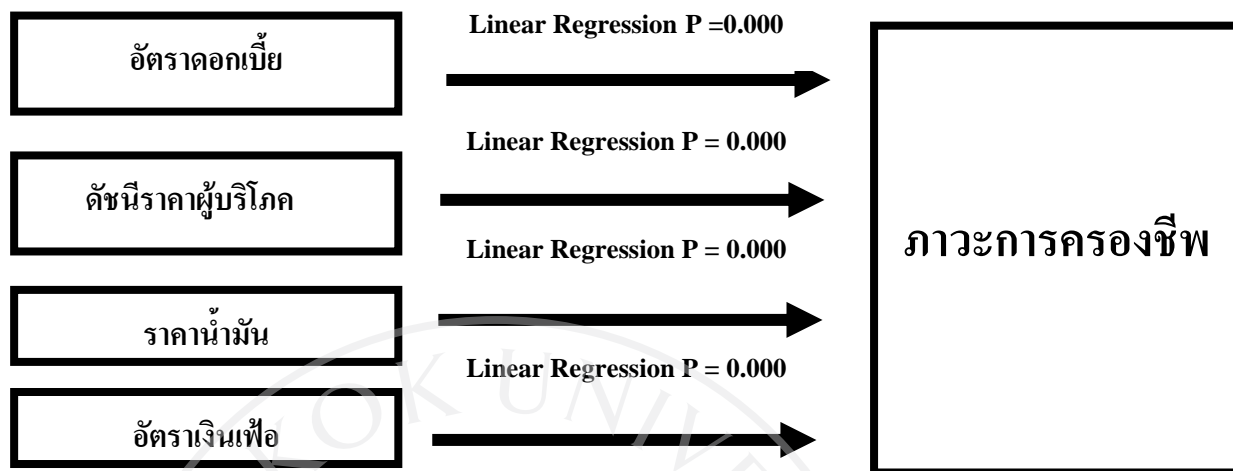 Linear Regression P =0.000
อัตราดอกเบี้ย
Linear Regression P = 0.000
ดัชนีราคาผู้บริโภค
Linear Regression P = 0.000
ภาวะการครองชีพ
ราคาน้ำมัน
Linear Regression P = 0.000
อัตราเงินเฟ้อ
KOK UNIVE